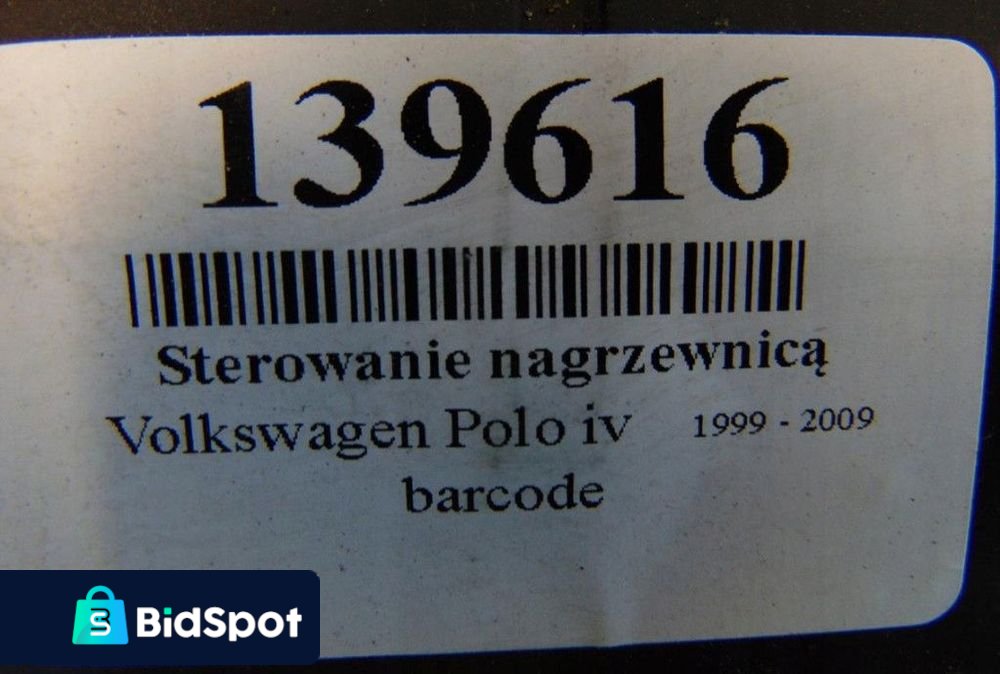 139616
Sterowanie nagrzewnicą
Volkswagen Polo iv 1999 - 2009
barcode
BidSpot